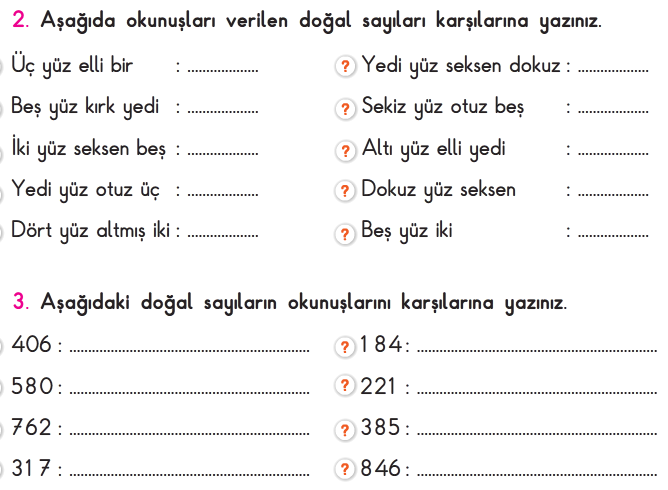 2. Aşağıda okunuşları verilen doğal sayıları karşılarına yazınız.
Üç yüz elli bir : ................... ? Yedi yüz seksen dokuz : ...................
Beş yüz kırk yedi : ................... ? Sekiz yüz otuz beş : ...................
İki yüz seksen beş : ................... ? Altı yüz elli yedi : ...................
Yedi yüz otuz üç : ................... ? Dokuz yüz seksen : ...................
Dört yüz altmış iki : ................... ? Beş yüz iki : ...................
3. Aşağıdaki doğal sayıların okunuşlarını karşılarına yazınız.
406 : ................................................................ ? 184: ................................................................
580: ................................................................ ? 221 : ................................................................
762: ................................................................ ? 385: ................................................................
317 : ................................................................ ? 846: ................................................................